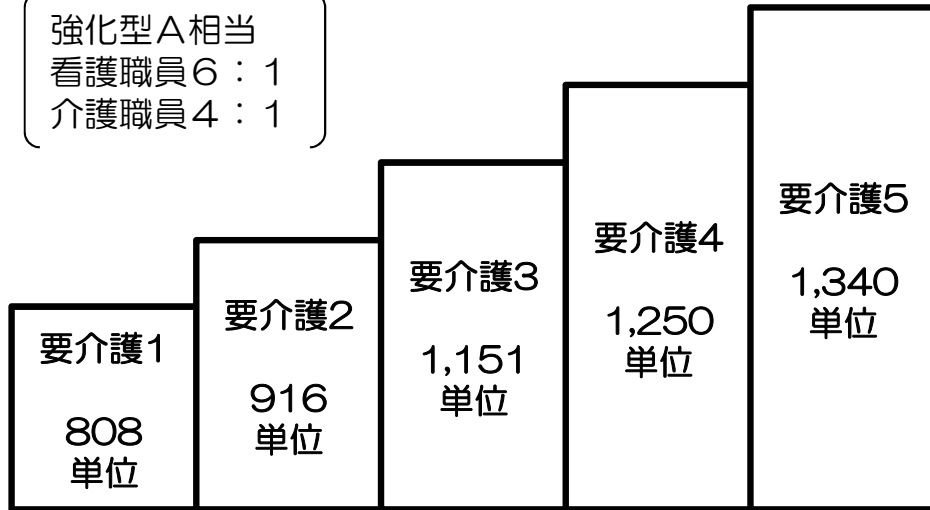 強化型A相当
看護職員6：1
介護職員4：1
要介護1
808
単位
要介護2
916
単位
要介護3
1,151
単位
要介護4
1,250
単位
要介護5
1,340
単位